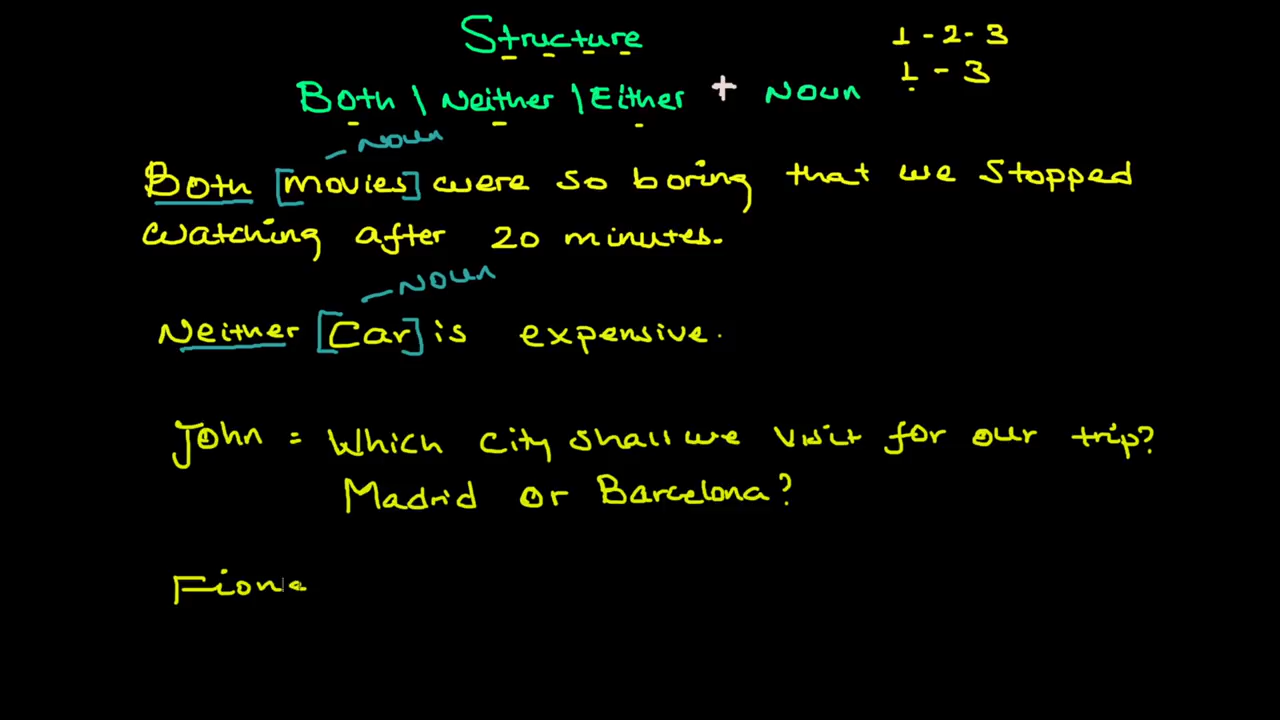 Structure
1 - 2 - 3
1 - 3
Both \ Neither \ Either + Noun
Noun
Both [movies] were so boring that we stopped
watching after 20 minutes.
Noun
Neither [Car] is expensive.
John = Which city shall we visit for our trip?
Madrid or Barcelona?
Fiona